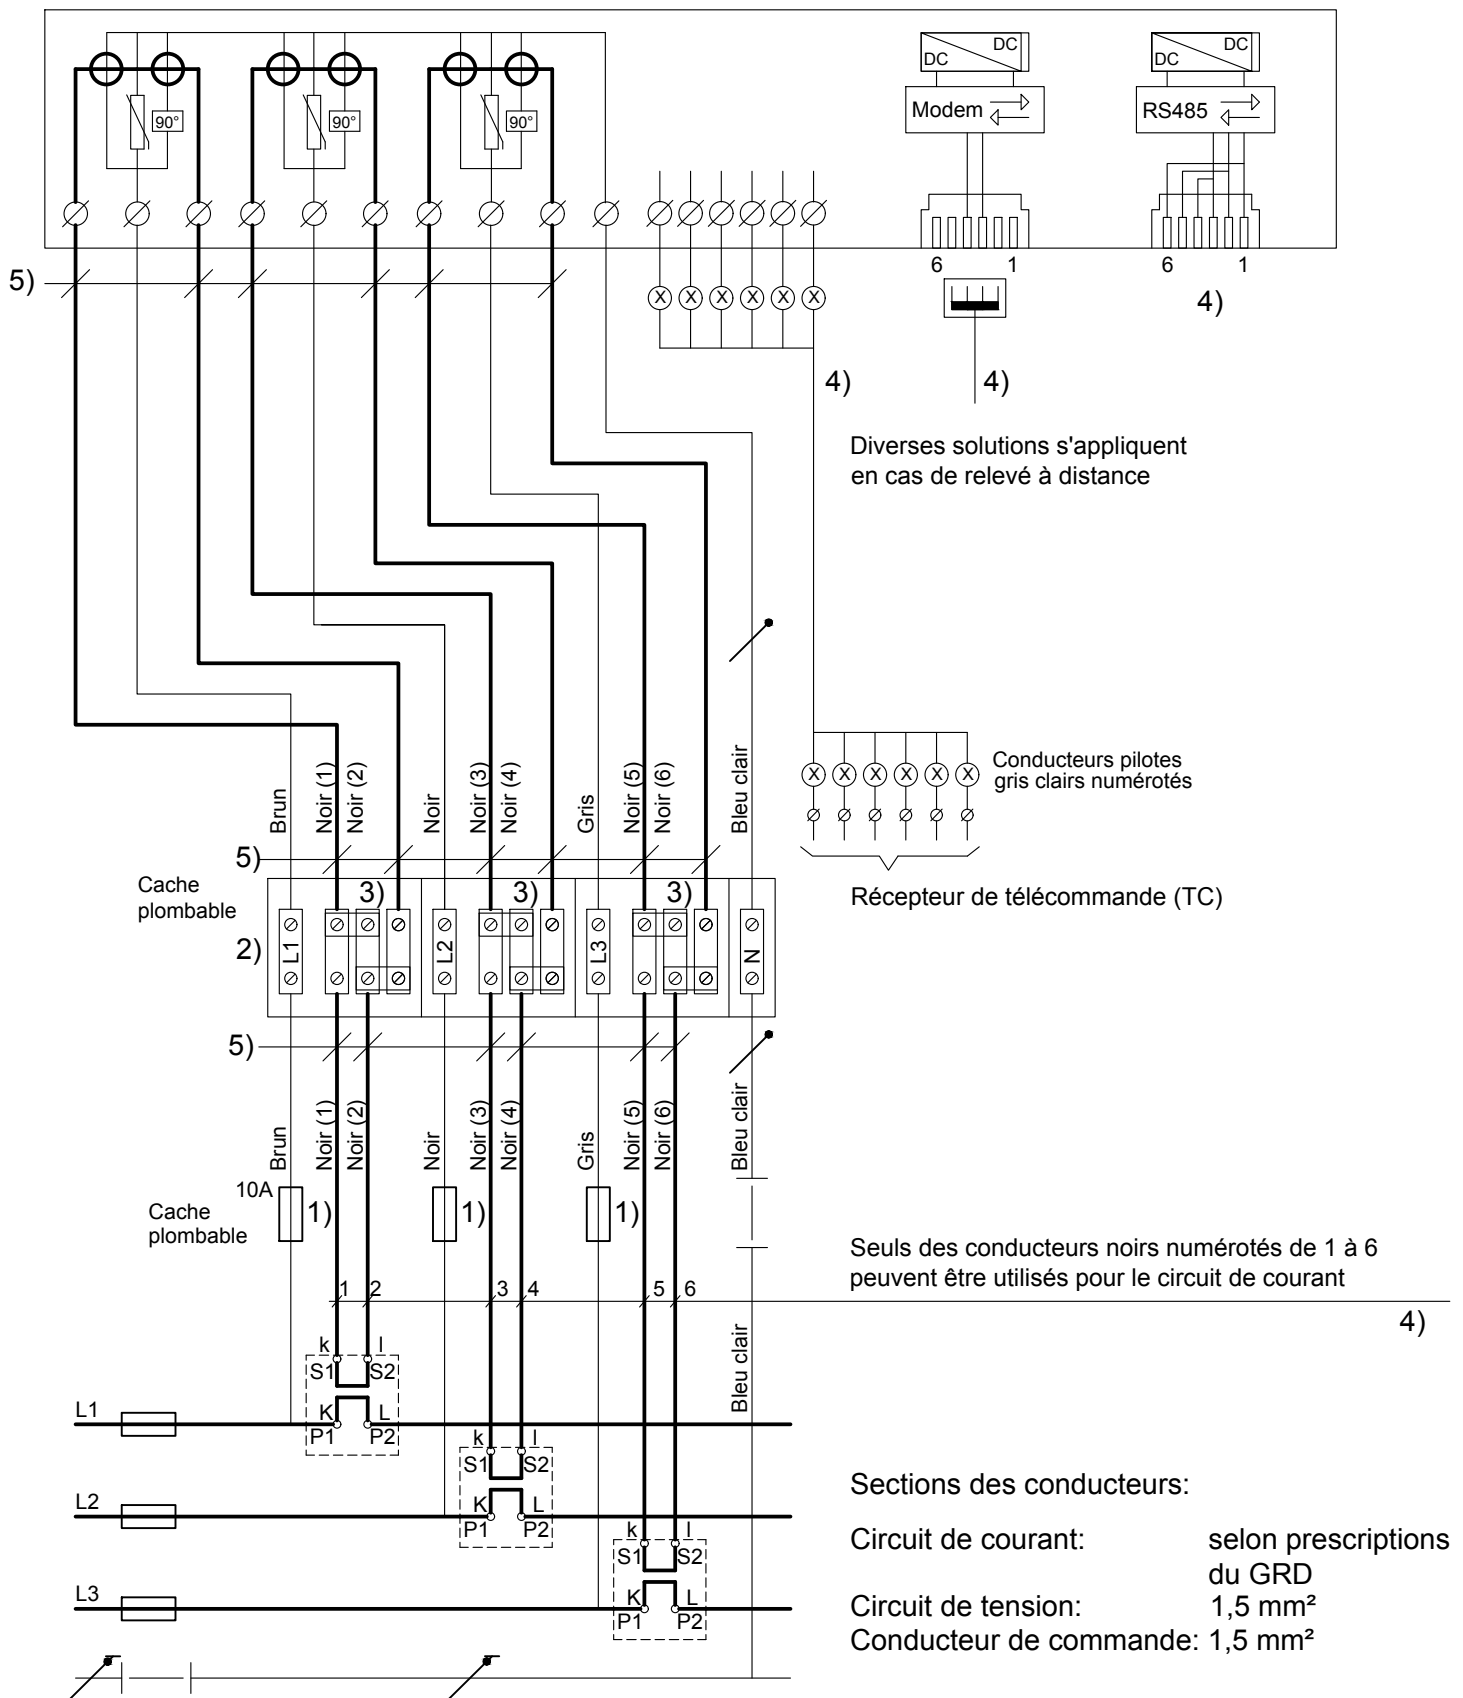 DC DC
DC DC
Modem
RS485
90°
90°
90°
6 1
6 1
5)
4)
4)
4)
Diverses solutions s'appliquent
en cas de relevé à distance
Conducteurs pilotes
gris clairs numérotés
X X X X X X
X X X X X X
Brun
Noir (1)
Noir (2)
Noir
Noir (3)
Noir (4)
Gris
Noir (5)
Noir (6)
Bleu clair
5)
Cache
plombable
3) 3) 3)
Récepteur de télécommande (TC)
2)
L1 L2 L3 N
5)
Brun
Noir (1)
Noir (2)
Noir
Noir (3)
Noir (4)
Gris
Noir (5)
Noir (6)
Bleu clair
10A
Cache
plombable
1) 1) 1)
Seuls des conducteurs noirs numérotés de 1 à 6
peuvent être utilisés pour le circuit de courant
1 2 3 4 5 6
4)
Bleu clair
k l
S1 S2
L1
K L
P1 P2
k l
S1 S2
L2
K L
P1 P2
k l
S1 S2
L3
K L
P1 P2
Sections des conducteurs:
Circuit de courant: selon prescriptions
du GRD
Circuit de tension: 1,5 mm²
Conducteur de commande: 1,5 mm²